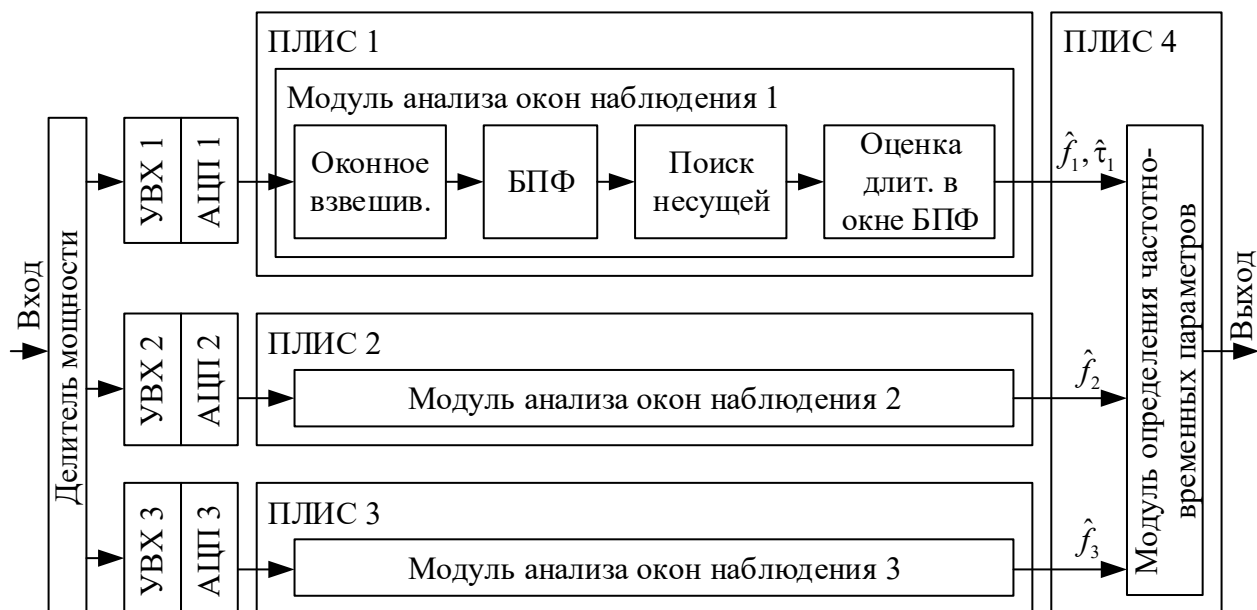 Вход
Делитель мощности
УВХ 1
АЦП 1
ПЛИС 1
Модуль анализа окон наблюдения 1
Оконное
взвешив.
БПФ
Поиск
несущей
Оценка
длит. в
окне БПФ
f̂₁, τ̂₁
УВХ 2
АЦП 2
ПЛИС 2
Модуль анализа окон наблюдения 2
f̂₂
УВХ 3
АЦП 3
ПЛИС 3
Модуль анализа окон наблюдения 3
f̂₃
ПЛИС 4
Модуль определения частотно-
временных параметров
Выход